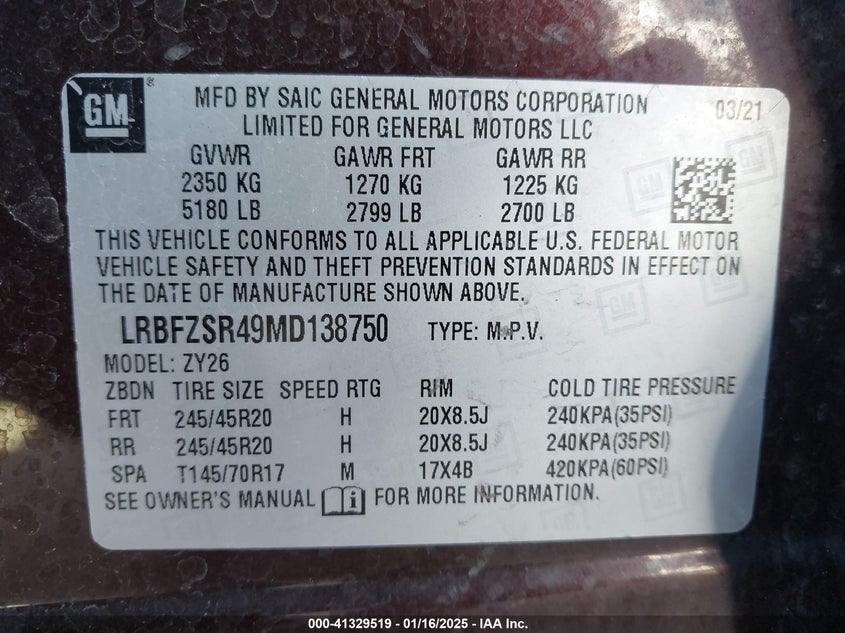 GM
MFD BY SAIC GENERAL MOTORS CORPORATION 03/21
LIMITED FOR GENERAL MOTORS LLC
GVWR GAWR FRT GAWR RR
2350 KG 1270 KG 1225 KG
5180 LB 2799 LB 2700 LB
THIS VEHICLE CONFORMS TO ALL APPLICABLE U.S. FEDERAL MOTOR
VEHICLE SAFETY AND THEFT PREVENTION STANDARDS IN EFFECT ON
THE DATE OF MANUFACTURE SHOWN ABOVE.
LRBFZSR49MD138750 TYPE: M.P.V.
MODEL: ZY26
ZBDN TIRE SIZE SPEED RTG RIM COLD TIRE PRESSURE
FRT 245/45R20 H 20X8.5J 240KPA(35PSI)
RR 245/45R20 H 20X8.5J 240KPA(35PSI)
SPA T145/70R17 M 17X4B 420KPA(60PSI)
SEE OWNER'S MANUAL i FOR MORE INFORMATION.
000-41329519 - 01/16/2025 - IAA Inc.